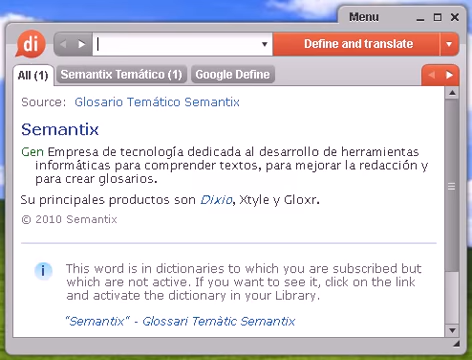 Menu
di
Define and translate
All (1)
Semantix Temático (1)
Google Define
Source: Glosario Temático Semantix
Semantix
Gen Empresa de tecnología dedicada al desarrollo de herramientas
informáticas para comprender textos, para mejorar la redacción y
para crear glosarios.
Su principales productos son Dixio, Xtyle y Gloxr.
© 2010 Semantix
i
This word is in dictionaries to which you are subscribed but
which are not active. If you want to see it, click on the link
and activate the dictionary in your Library.
"Semantix" - Glossari Temàtic Semantix